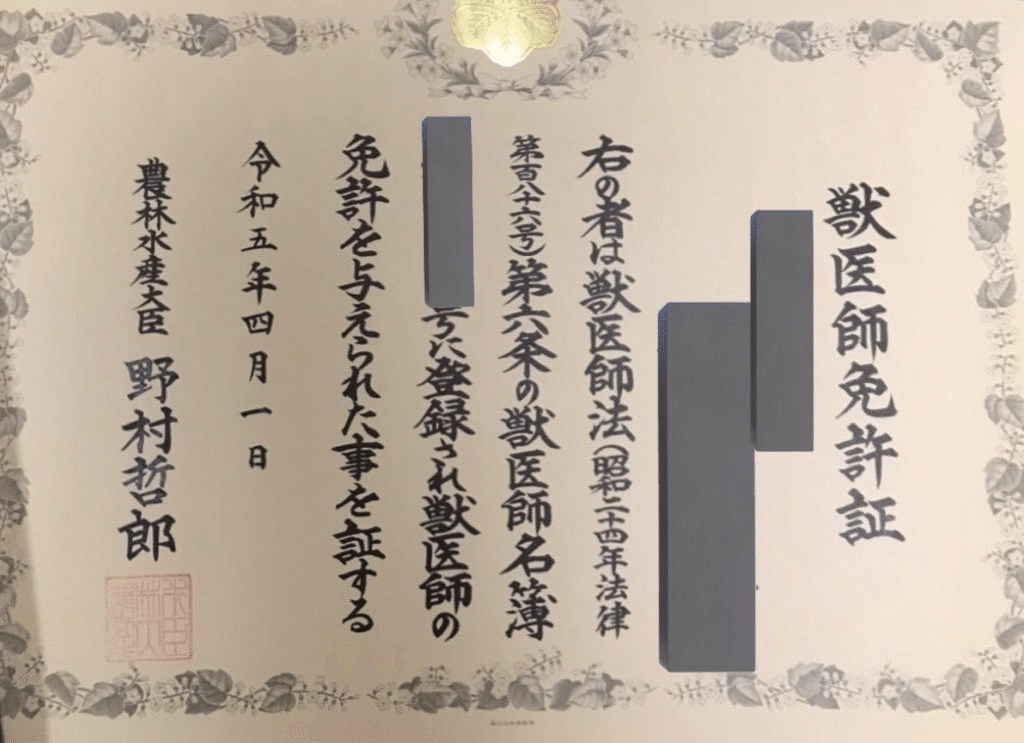 獣医師免許証
右の者は獣医師法(昭和二十四年法律
第百八十六号)第六条の獣医師名簿
号に登録され獣医師の
免許を与えられた事を証する
令和五年四月一日
農林水産大臣 野村哲郎